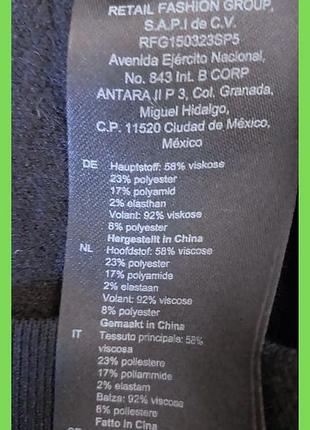 RETAIL FASHION GROUP,
S.A.P.I de C.V.
RFG150323SP5
Avenida Ejército Nacional,
No. 843 Int. B CORP
ANTARA II P 3, Col. Granada,
Miguel Hidalgo,
C.P. 11520 Ciudad de México,
México
DE Hauptstoff: 58% viskose
23% polyester
17% polyamid
2% elasthan
Volant: 92% viskose
8% polyester
Hergestellt in China
NL Hoofdstof: 58% viscose
23% polyester
17% polyamide
2% elastaan
Volant: 92% viscose
8% polyester
Gemaakt in China
IT Tessuto principale: 58%
viscosa
23% poliestere
17% poliammide
2% elastam
Balza: 92% viscosa
8% poliestere
Fatto in Cina